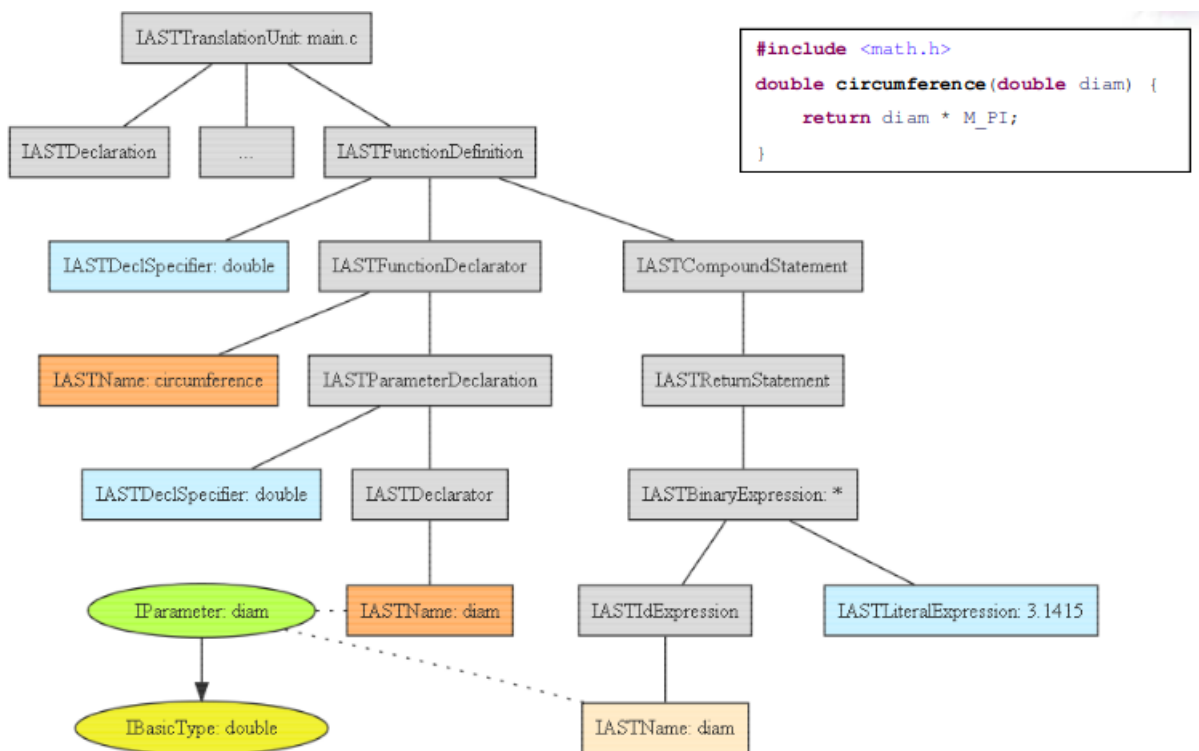 IASTTranslationUnit: main.c
#include <math.h>
double circumference(double diam) {
return diam * M_PI;
}
IASTDeclaration
...
IASTFunctionDefinition
IASTDeclSpecifier: double
IASTFunctionDeclarator
IASTCompoundStatement
IASTName: circumference
IASTParameterDeclaration
IASTReturnStatement
IASTDeclSpecifier: double
IASTDeclarator
IASTBinaryExpression: *
IParameter: diam
IASTName: diam
IASTIdExpression
IASTLiteralExpression: 3.1415
IBasicType: double
IASTName: diam